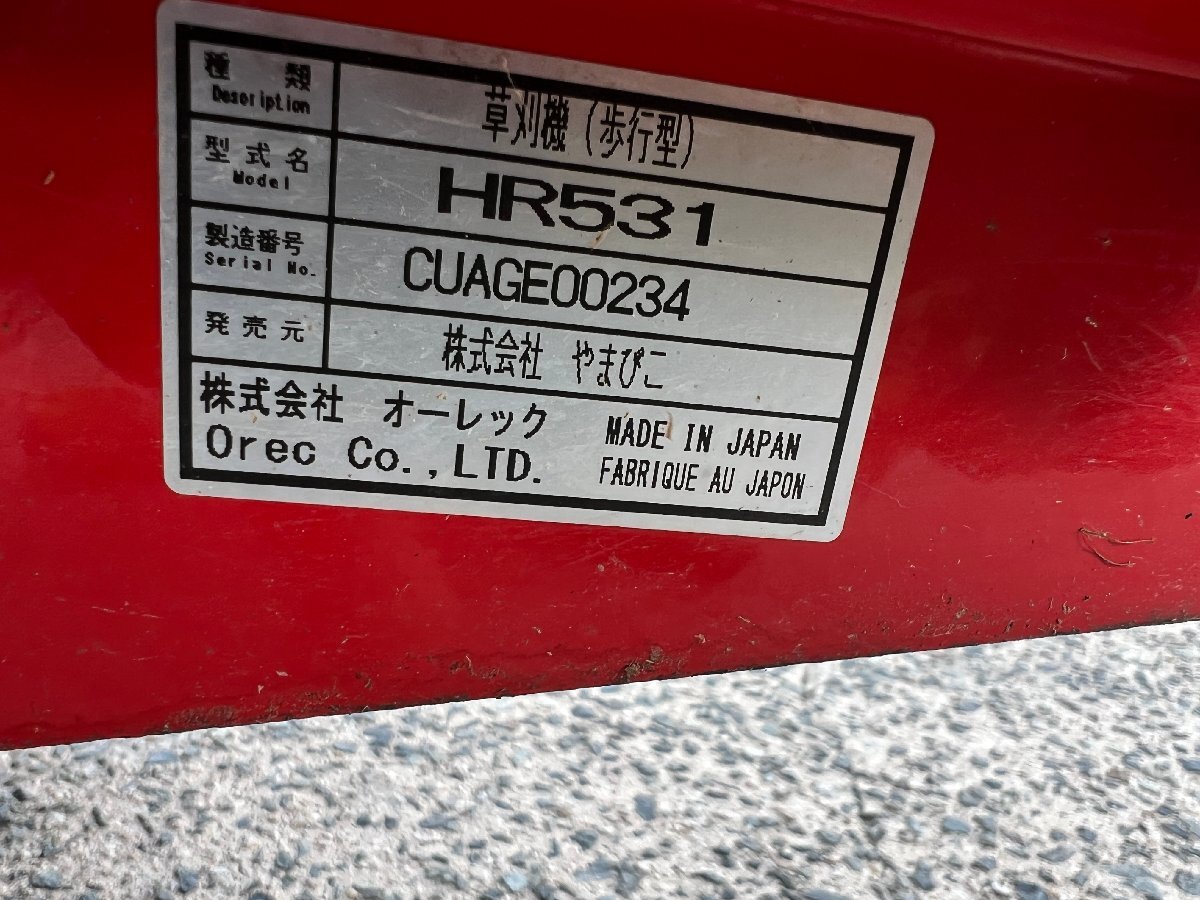 種類 草刈機（歩行型）
Description
型式名 HR531
Model
製造番号 CUAGE00234
Serial No.
発売元 株式会社 やまびこ
株式会社 オーレック
Orec Co.,LTD.
MADE IN JAPAN
FABRIQUE AU JAPON